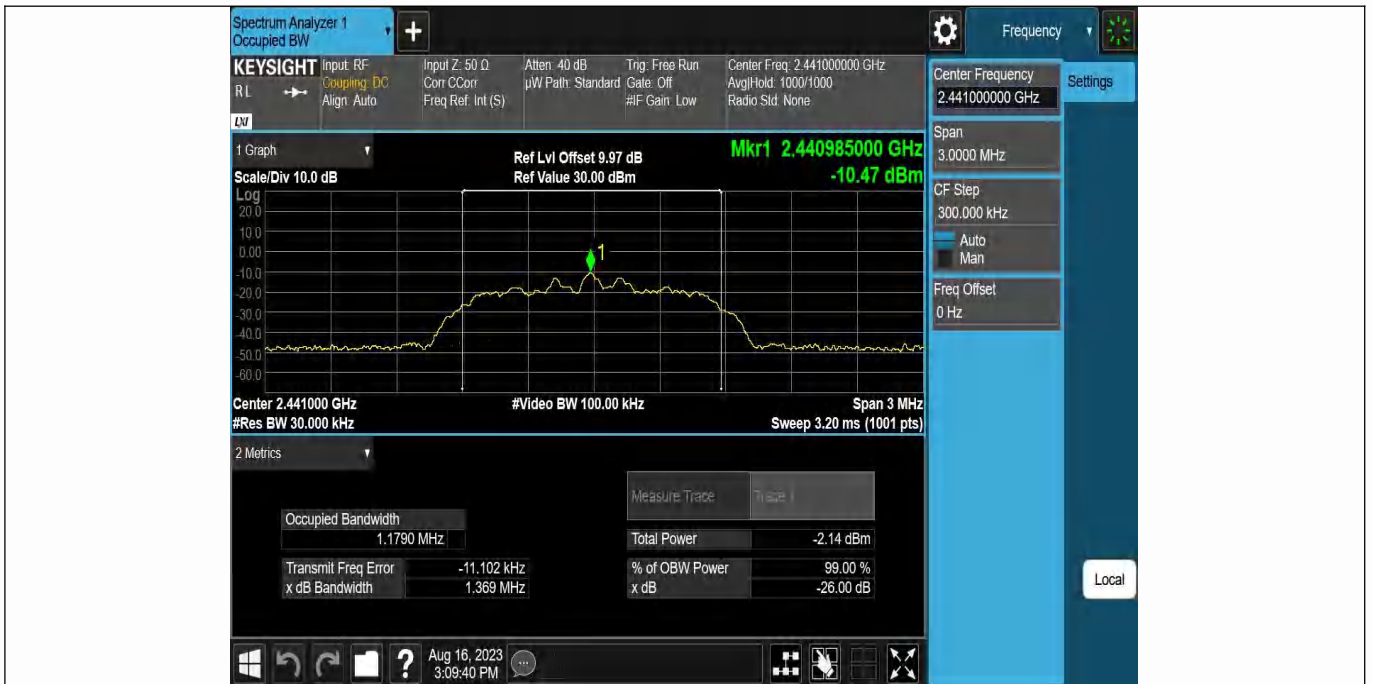 Spectrum Analyzer 1
Occupied BW
+
Frequency
KEYSIGHT
RL
LXI
Input: RF
Coupling: DC
Align: Auto
Input Z: 50 Ω
Corr CCorr
Freq Ref: Int (S)
Atten: 40 dB
µW Path: Standard
Trig: Free Run
Gate: Off
#IF Gain: Low
Center Freq: 2.441000000 GHz
Avg|Hold: 1000/1000
Radio Std: None
Center Frequency
2.441000000 GHz
Settings
Span
3.0000 MHz
CF Step
300.000 kHz
Auto
Man
Freq Offset
0 Hz
Local
1 Graph
Scale/Div 10.0 dB
Ref Lvl Offset 9.97 dB
Ref Value 30.00 dBm
Mkr1 2.440985000 GHz
-10.47 dBm
Log
20.0
10.0
0.00
-10.0
-20.0
-30.0
-40.0
-50.0
-60.0
1
Center 2.441000 GHz
#Res BW 30.000 kHz
#Video BW 100.00 kHz
Span 3 MHz
Sweep 3.20 ms (1001 pts)
2 Metrics
Measure Trace
Trace 1
Occupied Bandwidth
1.1790 MHz
Total Power
-2.14 dBm
Transmit Freq Error
-11.102 kHz
% of OBW Power
99.00 %
x dB Bandwidth
1.369 MHz
x dB
-26.00 dB
?
Aug 16, 2023
3:09:40 PM